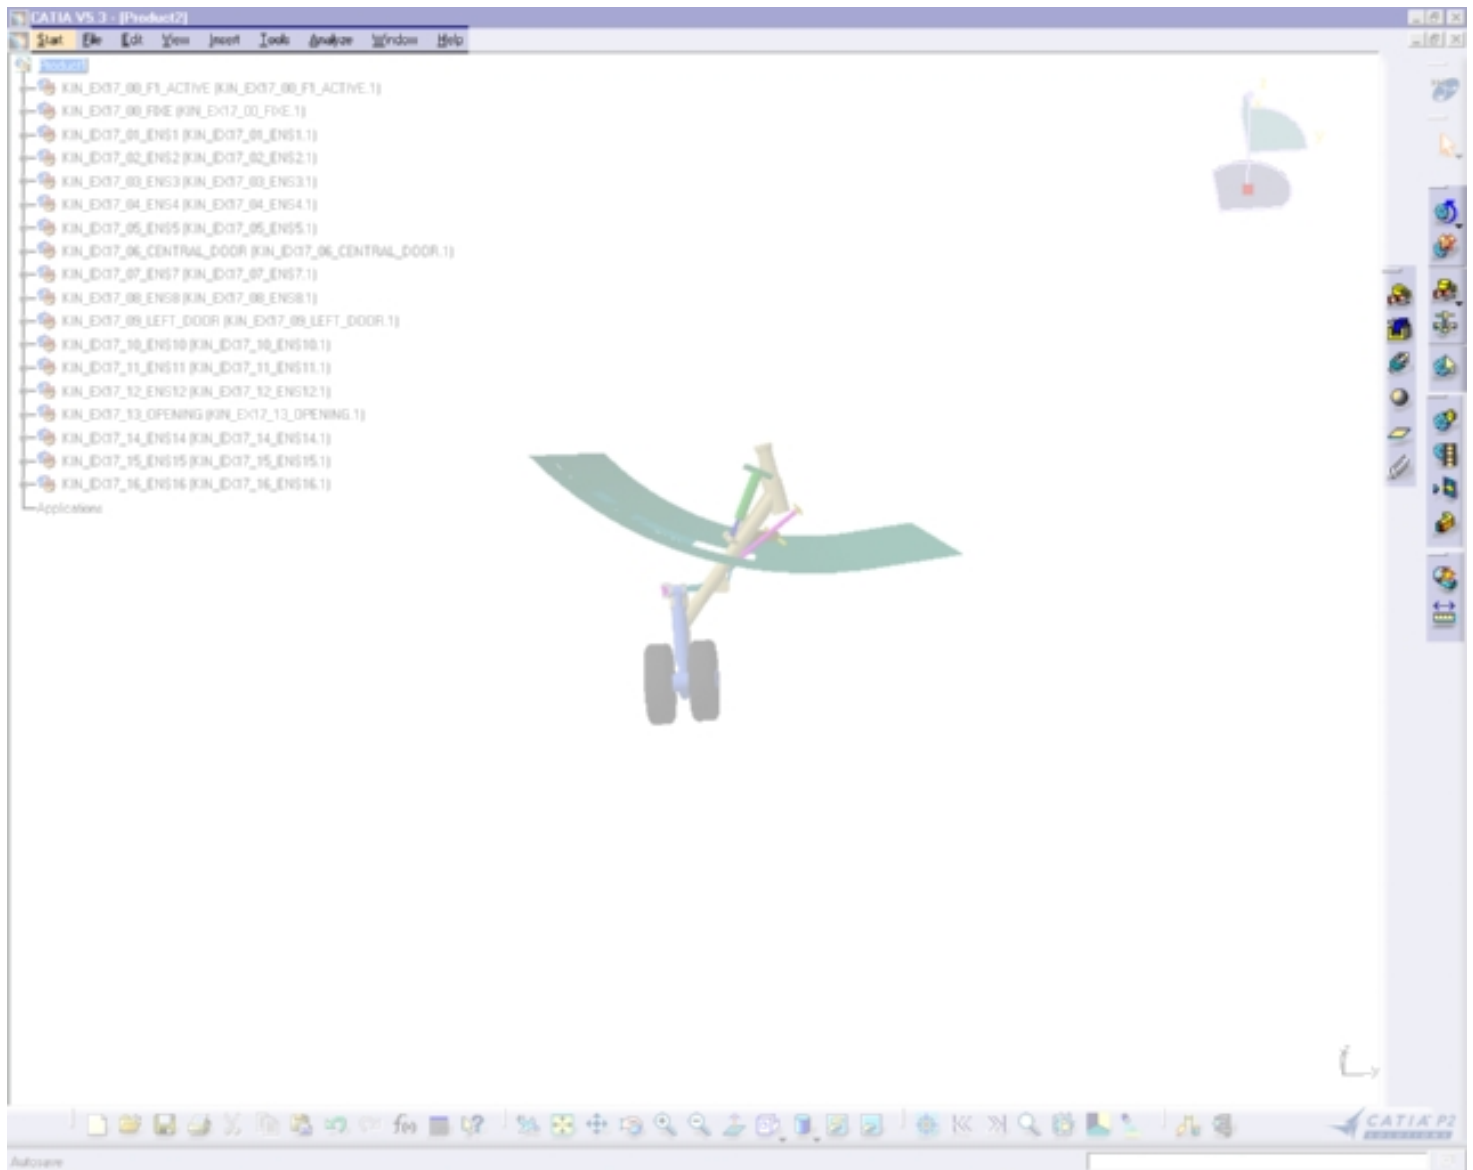 CATIA V5.3 - [Product2]
Start File Edit View Insert Tools Analyze Window Help
KIN_EX17_00_F1_ACTIVE (KIN_EX17_00_F1_ACTIVE.1)
KIN_EX17_00_FIXE (KIN_EX17_00_FIXE.1)
KIN_EX17_01_ENS1 (KIN_EX17_01_ENS1.1)
KIN_EX17_02_ENS2 (KIN_EX17_02_ENS2.1)
KIN_EX17_03_ENS3 (KIN_EX17_03_ENS3.1)
KIN_EX17_04_ENS4 (KIN_EX17_04_ENS4.1)
KIN_EX17_05_ENS5 (KIN_EX17_05_ENS5.1)
KIN_EX17_06_CENTRAL_DOOR (KIN_EX17_06_CENTRAL_DOOR.1)
KIN_EX17_07_ENS7 (KIN_EX17_07_ENS7.1)
KIN_EX17_08_ENS8 (KIN_EX17_08_ENS8.1)
KIN_EX17_09_LEFT_DOOR (KIN_EX17_09_LEFT_DOOR.1)
KIN_EX17_10_ENS10 (KIN_EX17_10_ENS10.1)
KIN_EX17_11_ENS11 (KIN_EX17_11_ENS11.1)
KIN_EX17_12_ENS12 (KIN_EX17_12_ENS12.1)
KIN_EX17_13_OPENING (KIN_EX17_13_OPENING.1)
KIN_EX17_14_ENS14 (KIN_EX17_14_ENS14.1)
KIN_EX17_15_ENS15 (KIN_EX17_15_ENS15.1)
KIN_EX17_16_ENS16 (KIN_EX17_16_ENS16.1)
Applications
z
y
f(x)
CATIA P2
SOLUTIONS
Autosave